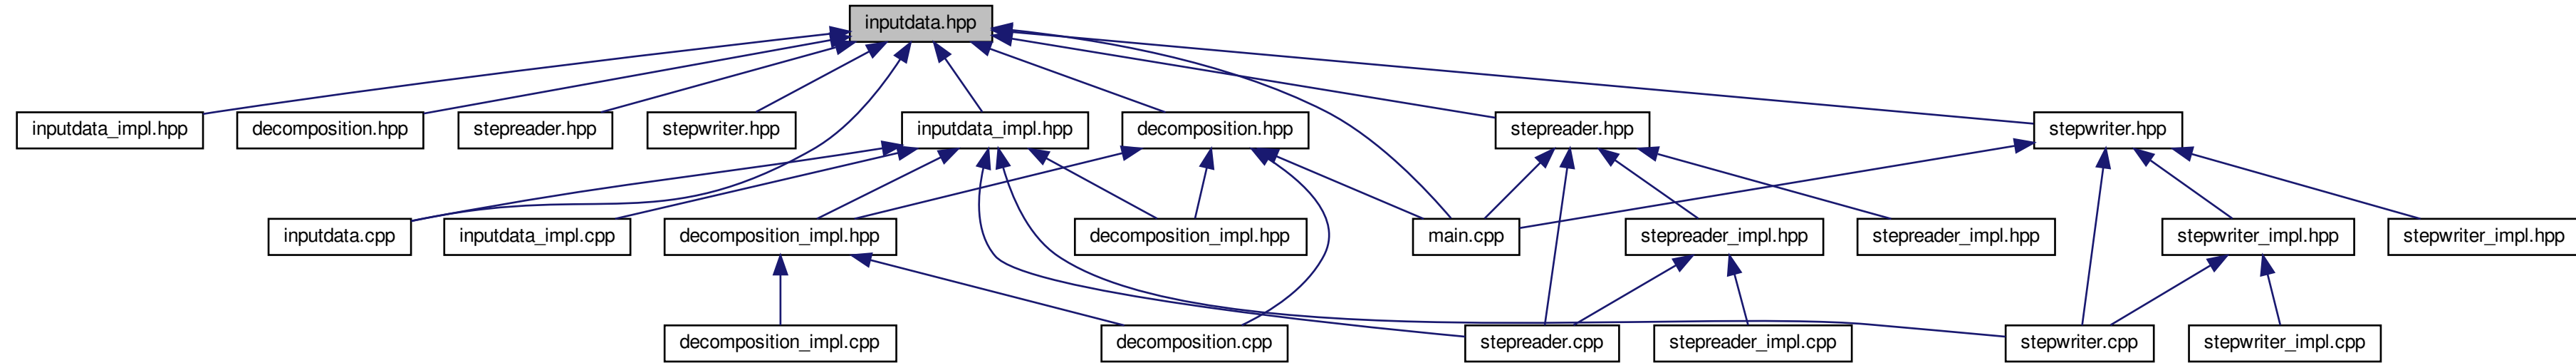 inputdata.hpp
inputdata_impl.hpp
decomposition.hpp
stepreader.hpp
stepwriter.hpp
inputdata_impl.hpp
decomposition.hpp
stepreader.hpp
stepwriter.hpp
inputdata.cpp
inputdata_impl.cpp
decomposition_impl.hpp
decomposition_impl.hpp
main.cpp
stepreader_impl.hpp
stepreader_impl.hpp
stepwriter_impl.hpp
stepwriter_impl.hpp
decomposition_impl.cpp
decomposition.cpp
stepreader.cpp
stepreader_impl.cpp
stepwriter.cpp
stepwriter_impl.cpp